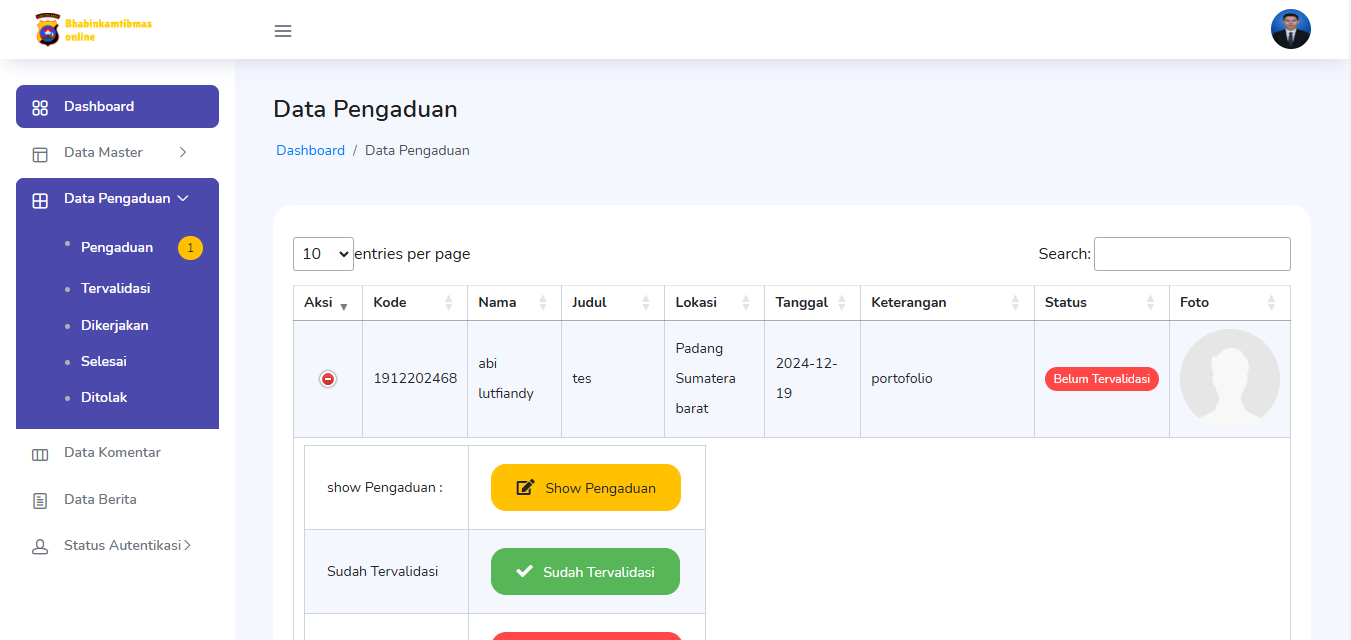 Bhabinkamtibmas
online
Dashboard
Data Master
Data Pengaduan
Pengaduan 1
Tervalidasi
Dikerjakan
Selesai
Ditolak
Data Komentar
Data Berita
Status Autentikasi
Data Pengaduan
Dashboard / Data Pengaduan
10 entries per page
Search:
Aksi Kode Nama Judul Lokasi Tanggal Keterangan Status Foto
1912202468
abi
lutfiandy
tes
Padang
Sumatera
barat
2024-12-
19
portofolio
Belum Tervalidasi
show Pengaduan : Show Pengaduan
Sudah Tervalidasi Sudah Tervalidasi